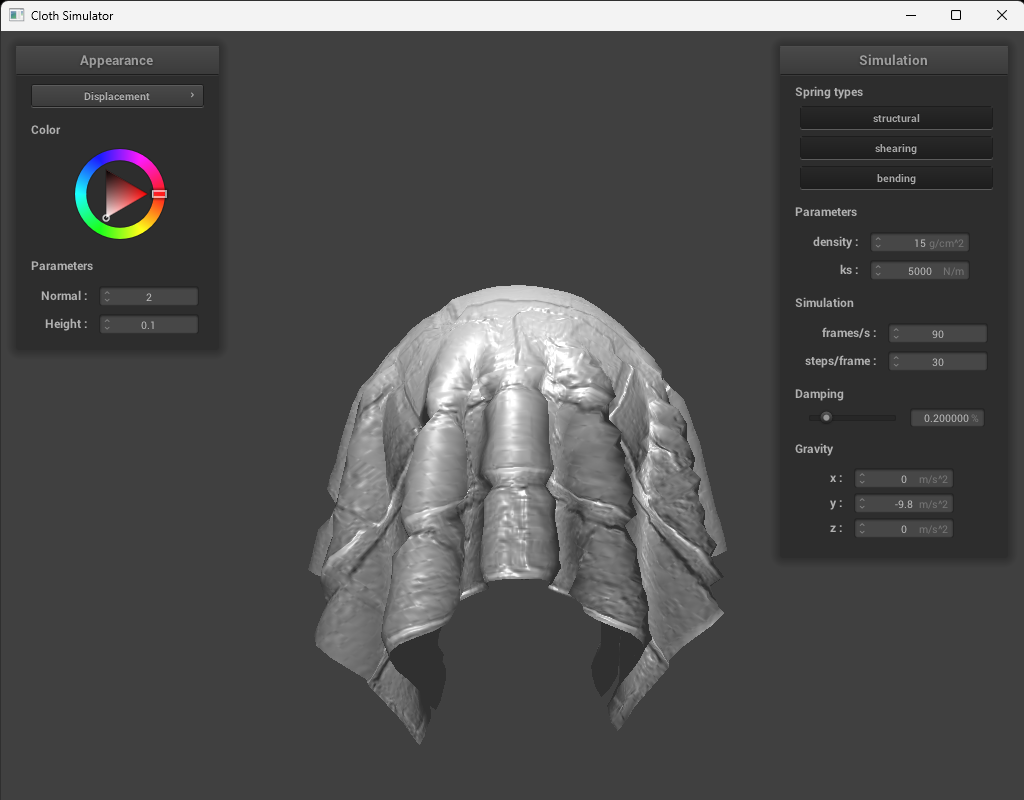 Cloth Simulator
Appearance
Displacement
Color
Parameters
Normal : 2
Height : 0.1
Simulation
Spring types
structural
shearing
bending
Parameters
density : 15 g/cm^2
ks : 5000 N/m
Simulation
frames/s : 90
steps/frame : 30
Damping
0.200000 %
Gravity
x : 0 m/s^2
y : -9.8 m/s^2
z : 0 m/s^2